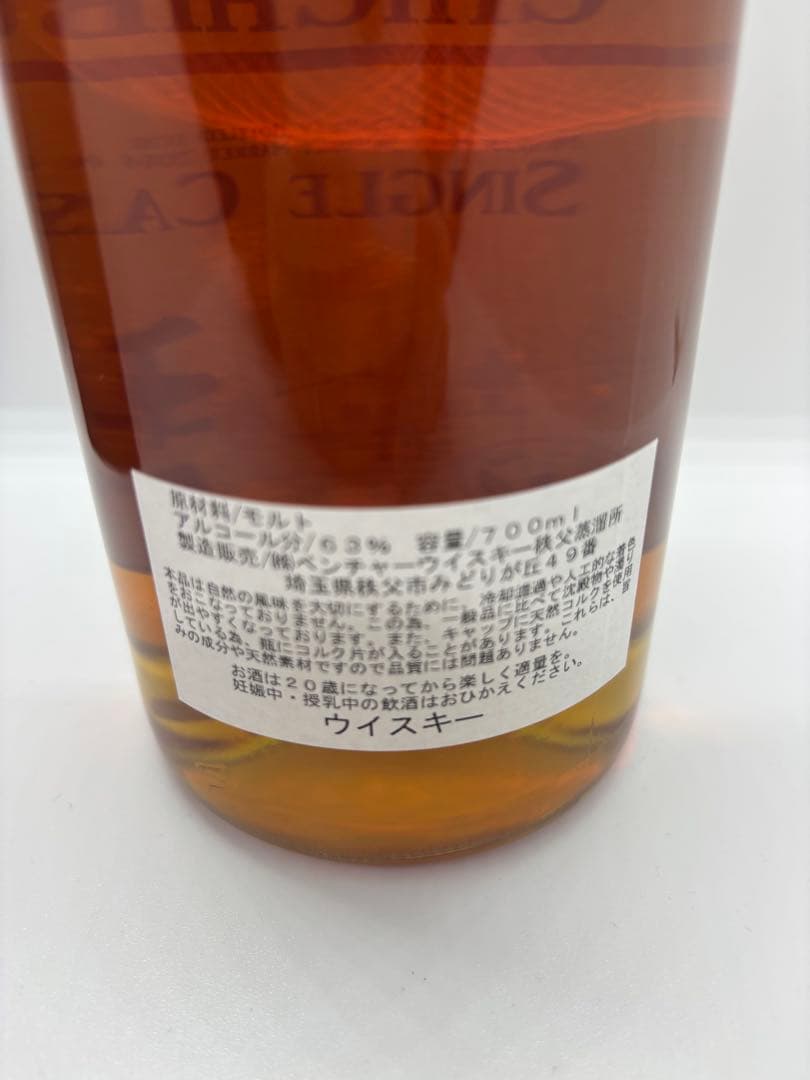 SINGLE CAS
原材料/モルト
アルコール分/63% 容量/700ml
製造販売/㈱ベンチャーウイスキー秩父蒸溜所
埼玉県秩父市みどりが丘49番
本品は自然の風味を大切にするために、冷却濾過や人工的な着色
をおこなっておりません。この為、一般品に比べて沈殿物や濁り
が出やすくなっております。また、キャップに天然コルクを使用
している為、瓶にコルク片が入ることがあります。これらは、旨
みの成分や天然素材ですので品質には問題ありません。
お酒は20歳になってから楽しく適量を。
妊娠中・授乳中の飲酒はおひかえください。
ウイスキー